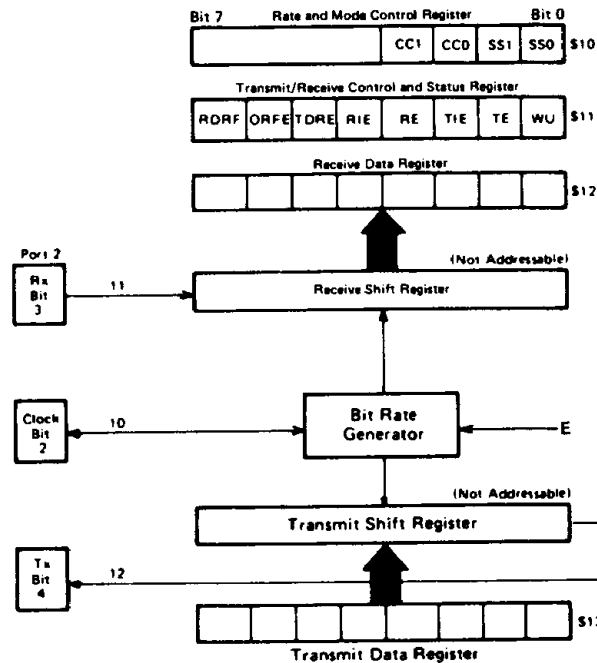 Bit 7 Rate and Mode Control Register Bit 0
CC1 CC0 SS1 SS0 $10
Transmit/Receive Control and Status Register
RDRF ORFE TDRE RIE RE TIE TE WU $11
Receive Data Register
$12
Port 2
(Not Addressable)
Rx
Bit
3
11
Receive Shift Register
Clock
Bit
2
10
Bit Rate
Generator
E
(Not Addressable)
Transmit Shift Register
Tx
Bit
4
12
$13
Transmit Data Register